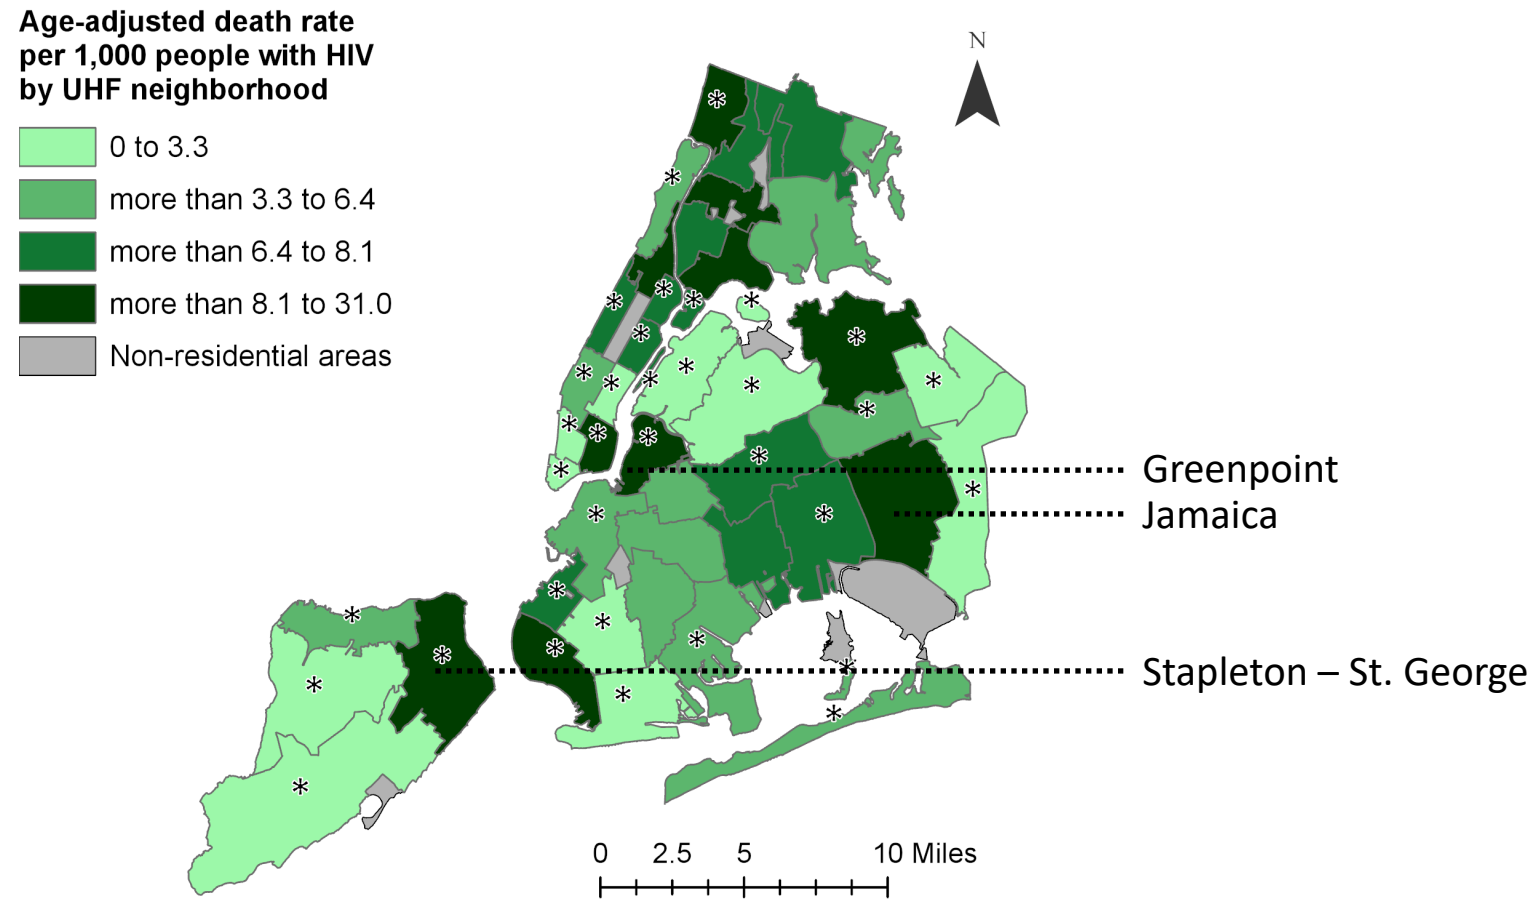 Age-adjusted death rate
per 1,000 people with HIV
by UHF neighborhood
0 to 3.3
more than 3.3 to 6.4
more than 6.4 to 8.1
more than 8.1 to 31.0
Non-residential areas
N
Greenpoint
Jamaica
Stapleton – St. George
0 2.5 5 10 Miles